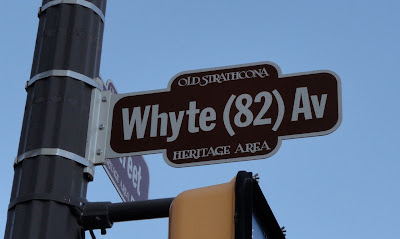 OLD STRATHCONA
Whyte (82) Av
HERITAGE AREA